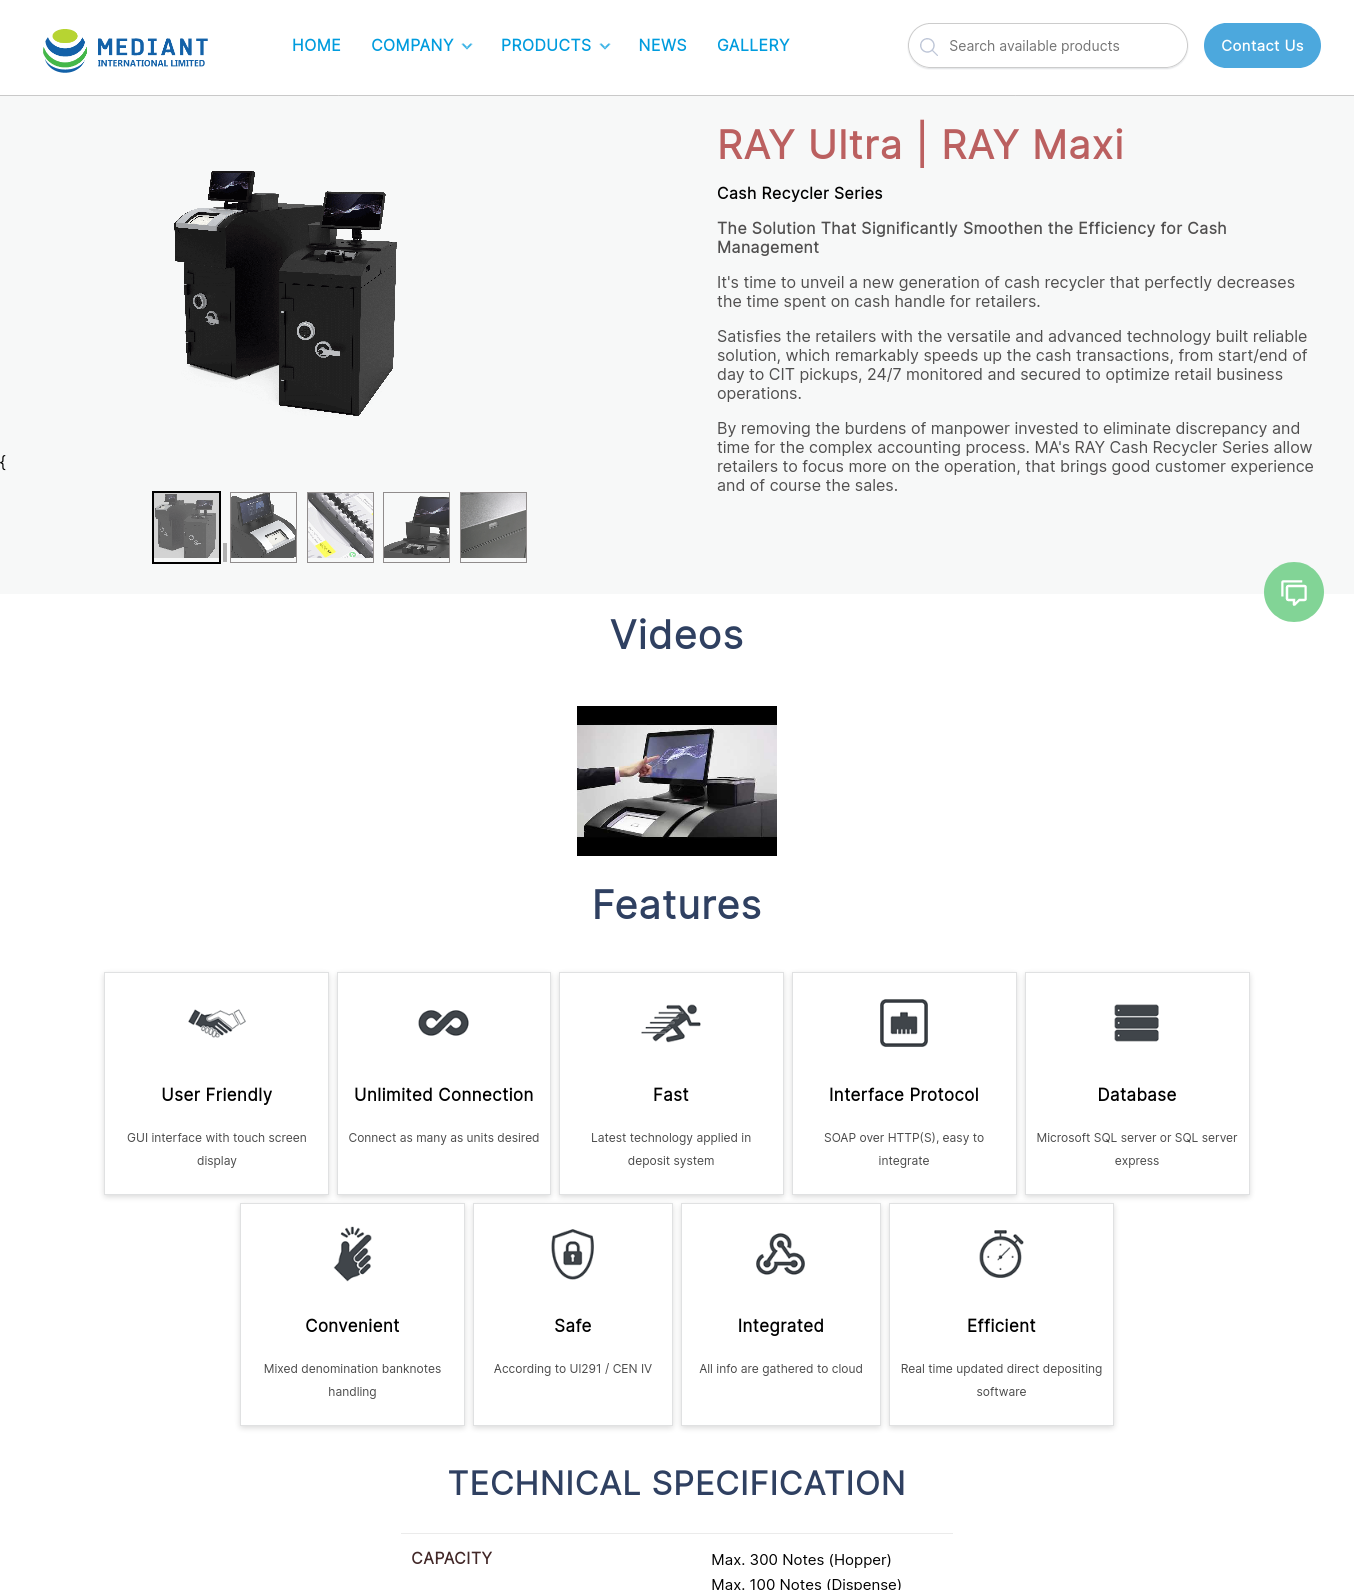 MEDIANT
INTERNATIONAL LIMITED
HOME
COMPANY
PRODUCTS
NEWS
GALLERY
Search available products
Contact Us
RAY Ultra | RAY Maxi
Cash Recycler Series
The Solution That Significantly Smoothen the Efficiency for Cash
Management
It's time to unveil a new generation of cash recycler that perfectly decreases
the time spent on cash handle for retailers.
Satisfies the retailers with the versatile and advanced technology built reliable
solution, which remarkably speeds up the cash transactions, from start/end of
day to CIT pickups, 24/7 monitored and secured to optimize retail business
operations.
By removing the burdens of manpower invested to eliminate discrepancy and
time for the complex accounting process. MA's RAY Cash Recycler Series allow
retailers to focus more on the operation, that brings good customer experience
and of course the sales.
{
Videos
Features
User Friendly
GUI interface with touch screen
display
Unlimited Connection
Connect as many as units desired
Fast
Latest technology applied in
deposit system
Interface Protocol
SOAP over HTTP(S), easy to
integrate
Database
Microsoft SQL server or SQL server
express
Convenient
Mixed denomination banknotes
handling
Safe
According to Ul291 / CEN IV
Integrated
All info are gathered to cloud
Efficient
Real time updated direct depositing
software
TECHNICAL SPECIFICATION
CAPACITY
Max. 300 Notes (Hopper)
Max. 100 Notes (Dispense)